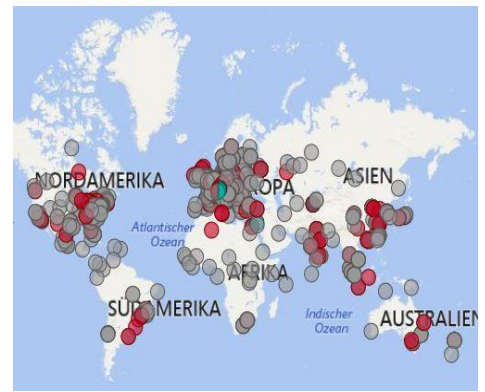 NORDAMERIKA
ASIEN
Atlantischer
Ozean
AFRIKA
SÜDAMERIKA
Indischer
Ozean
AUSTRALIEN